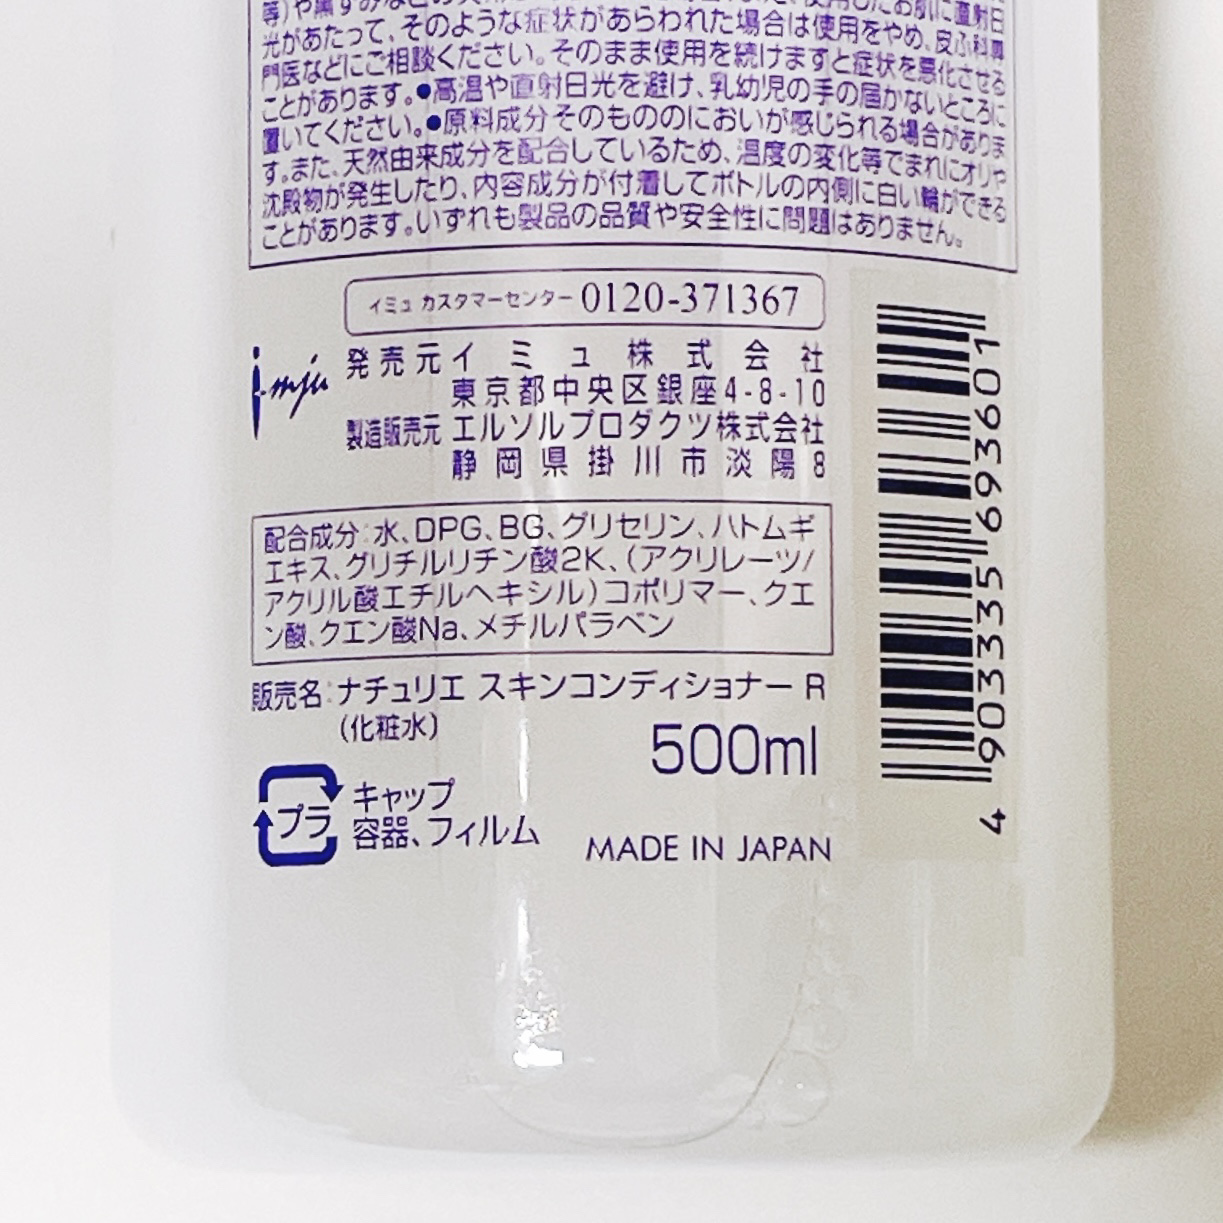 光があたって、そのような症状があらわれた場合は使用をやめ、皮ふ科専
門医などにご相談ください。そのまま使用を続けますと症状を悪化させる
ことがあります。●高温や直射日光を避け、乳幼児の手の届かないところに
置いてください。●原料成分そのもののにおいが感じられる場合がありま
す。また、天然由来成分を配合しているため、温度の変化等でまれにオリや
沈殿物が発生したり、内容成分が付着してボトルの内側に白い輪ができる
ことがあります。いずれも製品の品質や安全性に問題はありません。
イミュ カスタマーセンター 0120-371367
i-mju
発売元 イミュ株式会社
東京都中央区銀座4-8-10
製造販売元 エルソルプロダクツ株式会社
静岡県掛川市淡陽8
配合成分:水、DPG、BG、グリセリン、ハトムギ
エキス、グリチルリチン酸2K、(アクリレーツ/
アクリル酸エチルヘキシル)コポリマー、クエ
ン酸、クエン酸Na、メチルパラベン
販売名:ナチュリエ スキンコンディショナー R
(化粧水)
500ml
プラ
キャップ
容器、フィルム
MADE IN JAPAN
4 903335 693601